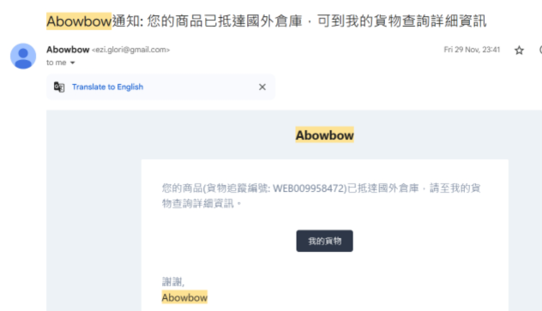 Abowbow通知: 您的商品已抵達國外倉庫，可到我的貨物查詢詳細資訊
Abowbow <ezi.glori@gmail.com>
Fri 29 Nov, 23:41
to me
Translate to English
Abowbow
您的商品(貨物追蹤編號: WEB009958472)已抵達國外倉庫，請至我的貨
物查詢詳細資訊。
我的貨物
謝謝,
Abowbow